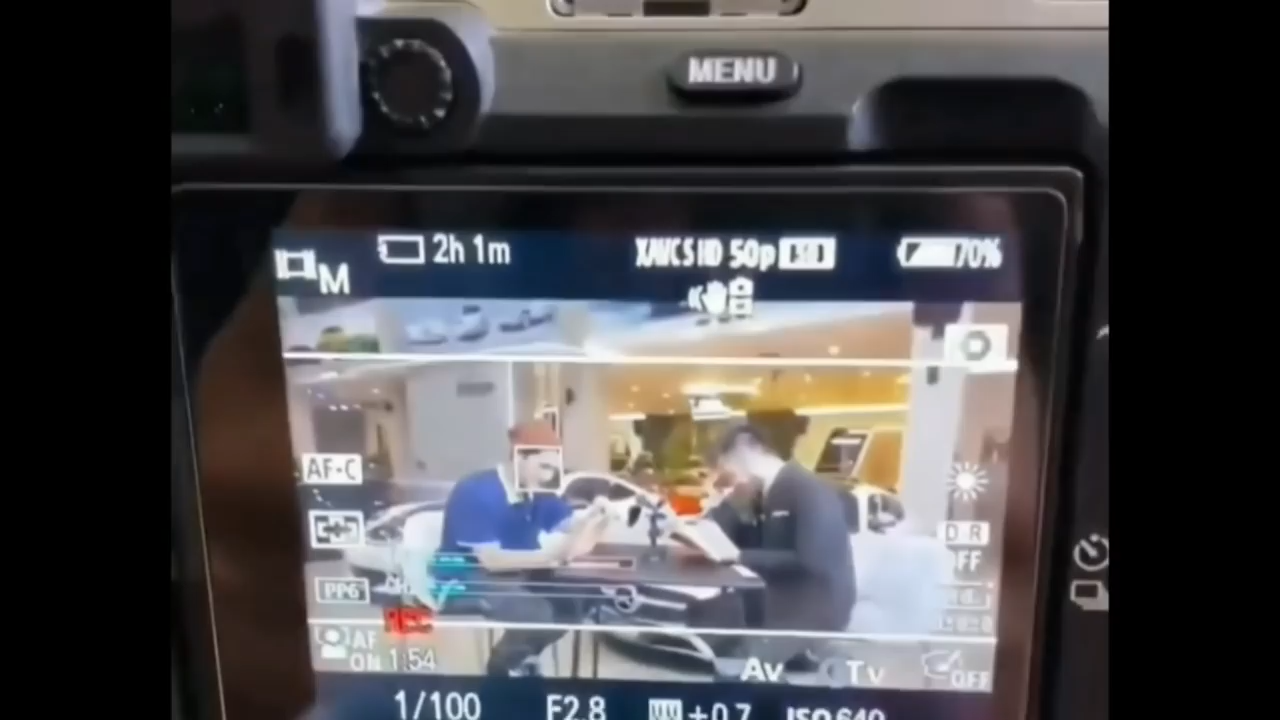 MENU
2h 1m XAVC S HD 50p 70%
M
AF-C
D R
OFF
PP6
REC
AF
ON 1:54
Av Tv OFF
1/100 F2.8 +0.7 ISO 640